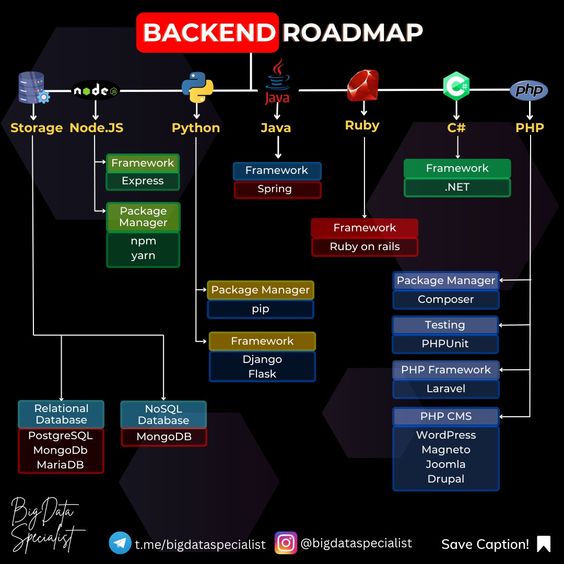 BACKEND ROADMAP
node
JS
Java
php
Storage
Node.JS
Python
Java
Ruby
C#
PHP
Framework
Express
Package
Manager
npm
yarn
Package Manager
pip
Framework
Django
Flask
Framework
Spring
Framework
Ruby on rails
Framework
.NET
Package Manager
Composer
Testing
PHPUnit
PHP Framework
Laravel
PHP CMS
WordPress
Magneto
Joomla
Drupal
Relational
Database
PostgreSQL
MongoDb
MariaDB
NoSQL
Database
MongoDB
Big Data
Specialist
t.me/bigdataspecialist
@bigdataspecialist
Save Caption!